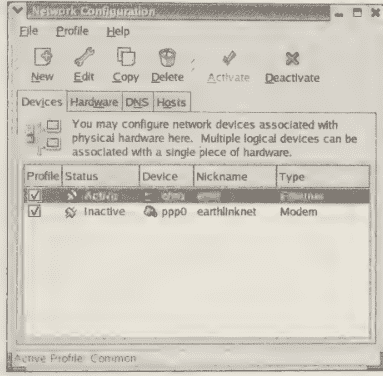 Network Configuration
File Profile Help
New Edit Copy Delete Activate Deactivate
Devices Hardware DNS Hosts
You may configure network devices associated with
physical hardware here. Multiple logical devices can be
associated with a single piece of hardware.
Profile Status Device Nickname Type
Active Ethernet
Inactive ppp0 earthlinknet Modem
Active Profile: Common